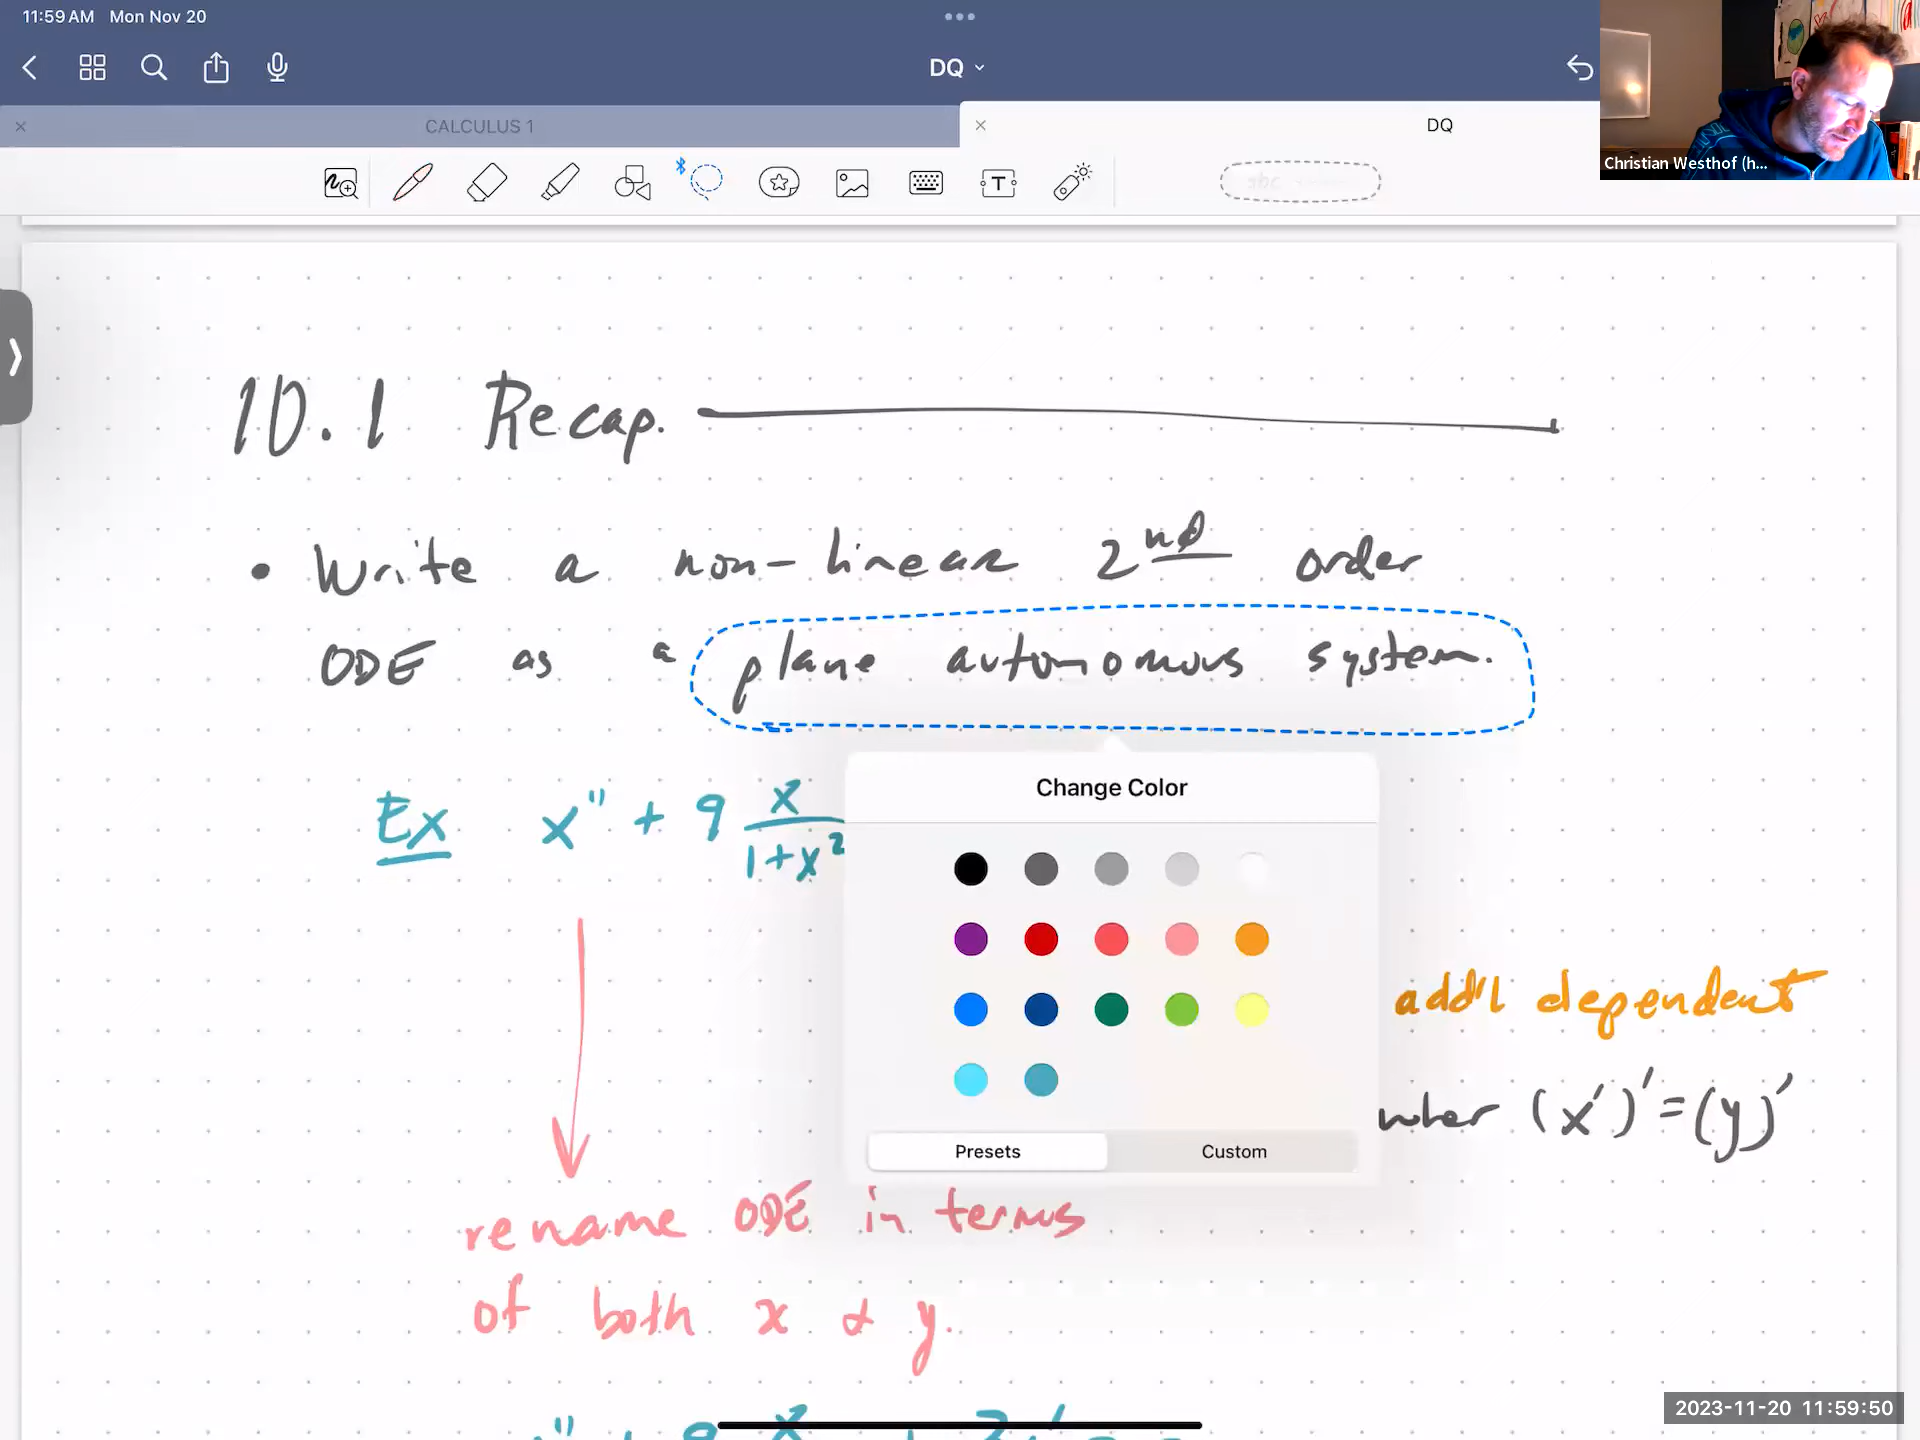 11:59 AM Mon Nov 20
DQ
CALCULUS 1
DQ
Christian Westhof (h...
10.1 Recap.
• Write a non-linear 2nd order
ODE as a plane autonomous system.
Change Color
Ex x" + 9 x/(1+x²
add'l dependent
(x')' = (y)'
Presets Custom
rename ODE in terms
of both x & y.
2023-11-20 11:59:50